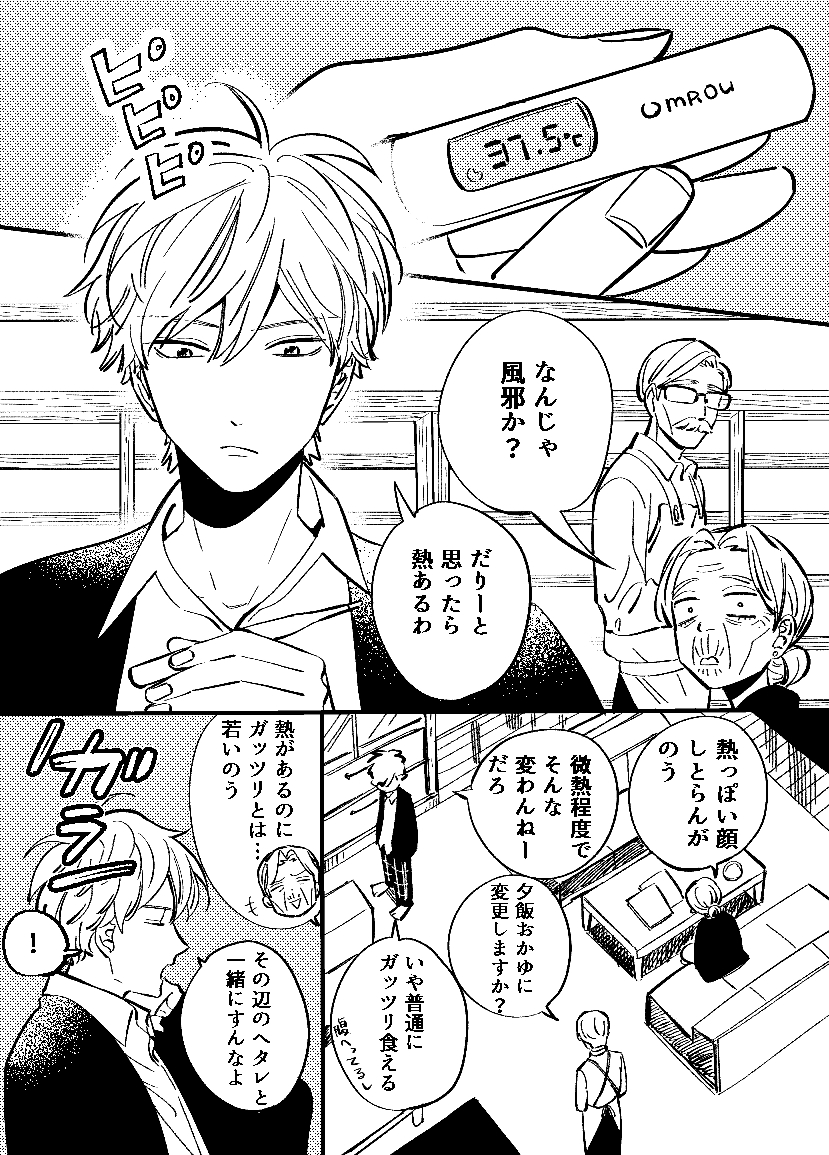 ピピピピ
37.5℃
OMROW
なんじゃ
風邪か？
だりーと
思ったら
熱あるわ
熱っぽい顔
しとらんが
のう
微熱程度で
そんな
変わんねー
だろ
夕飯おかゆに
変更しますか？
いや普通に
ガッツリ食える
腹へってるし
熱があるのに
ガッツリとは…
若いのう
その辺のヘタレと
一緒にすんなよ
！
ガラッ